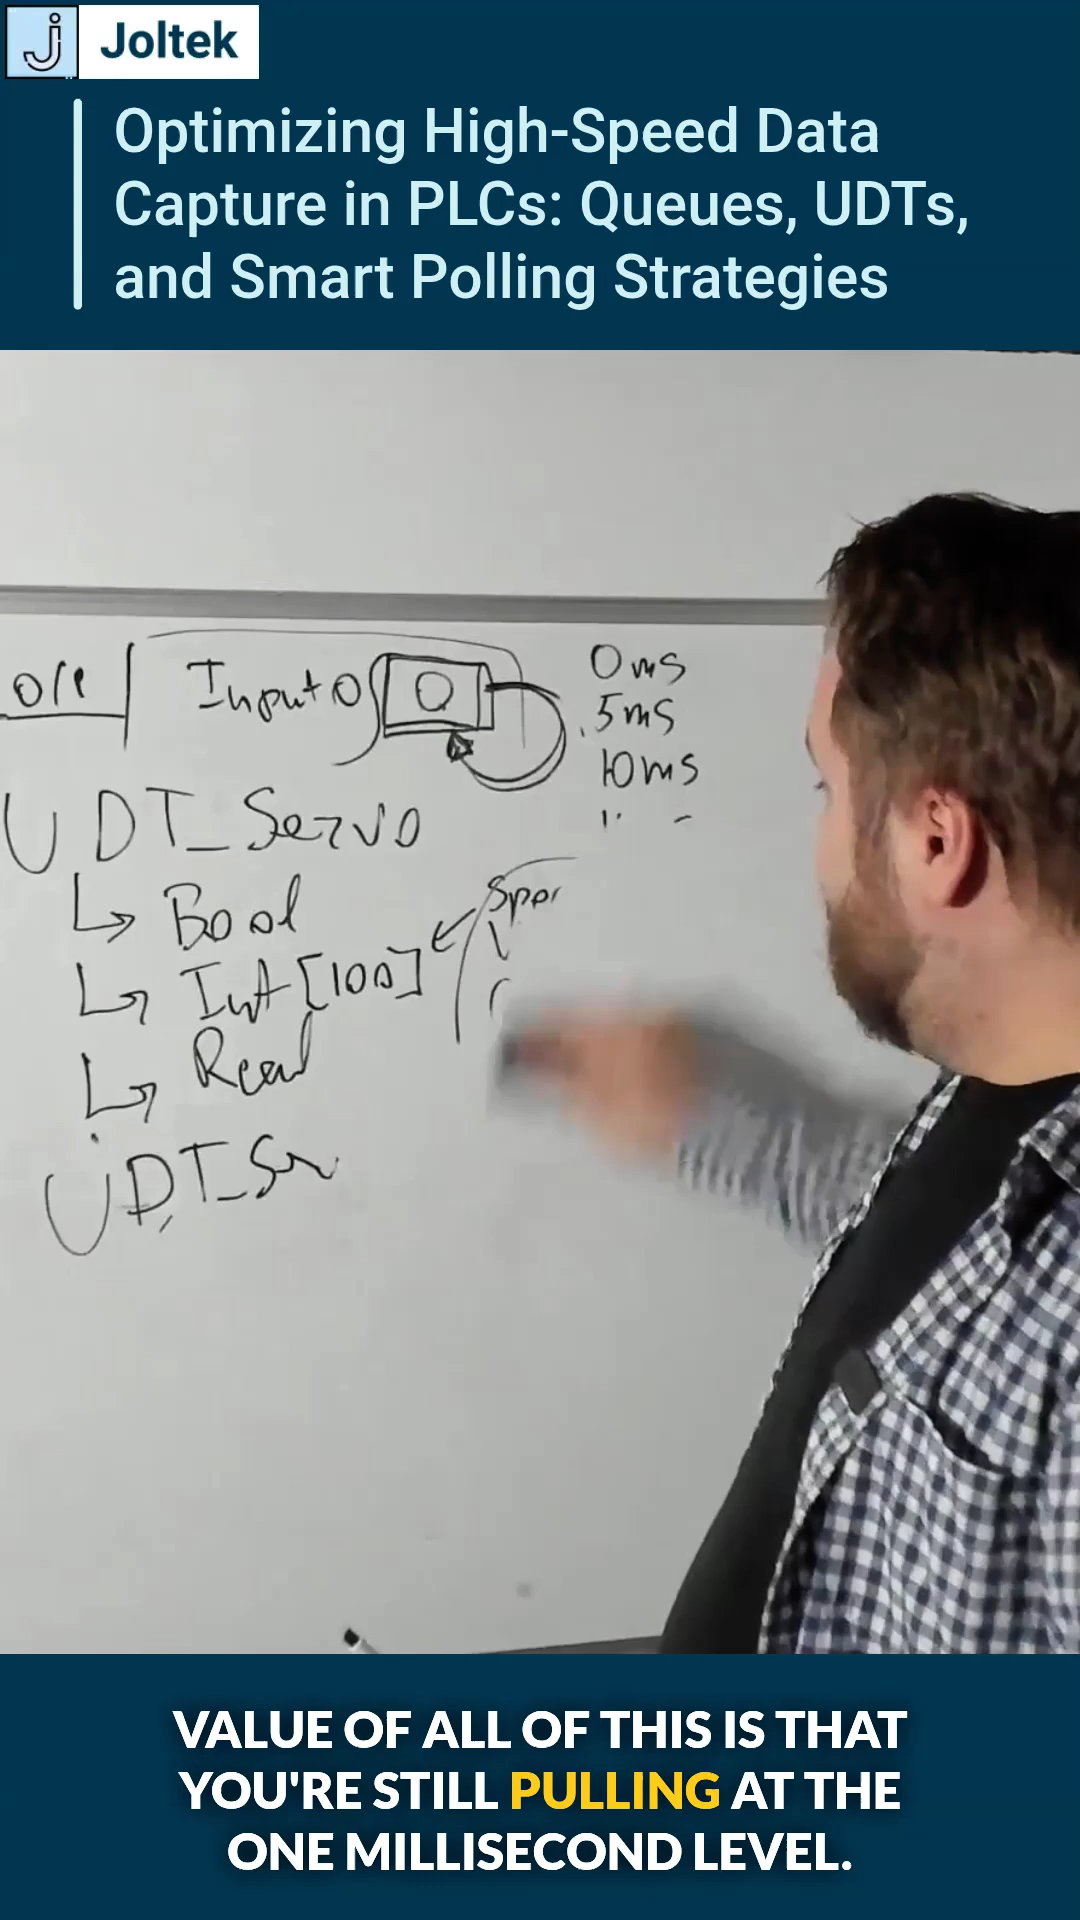 Joltek
Optimizing High-Speed Data
Capture in PLCs: Queues, UDTs,
and Smart Polling Strategies
Input 0
0ms
.5ms
10ms
UDT_Servo
Bool
Int [100]
Real
UDT_Ser
VALUE OF ALL OF THIS IS THAT
YOU'RE STILL PULLING AT THE
ONE MILLISECOND LEVEL.